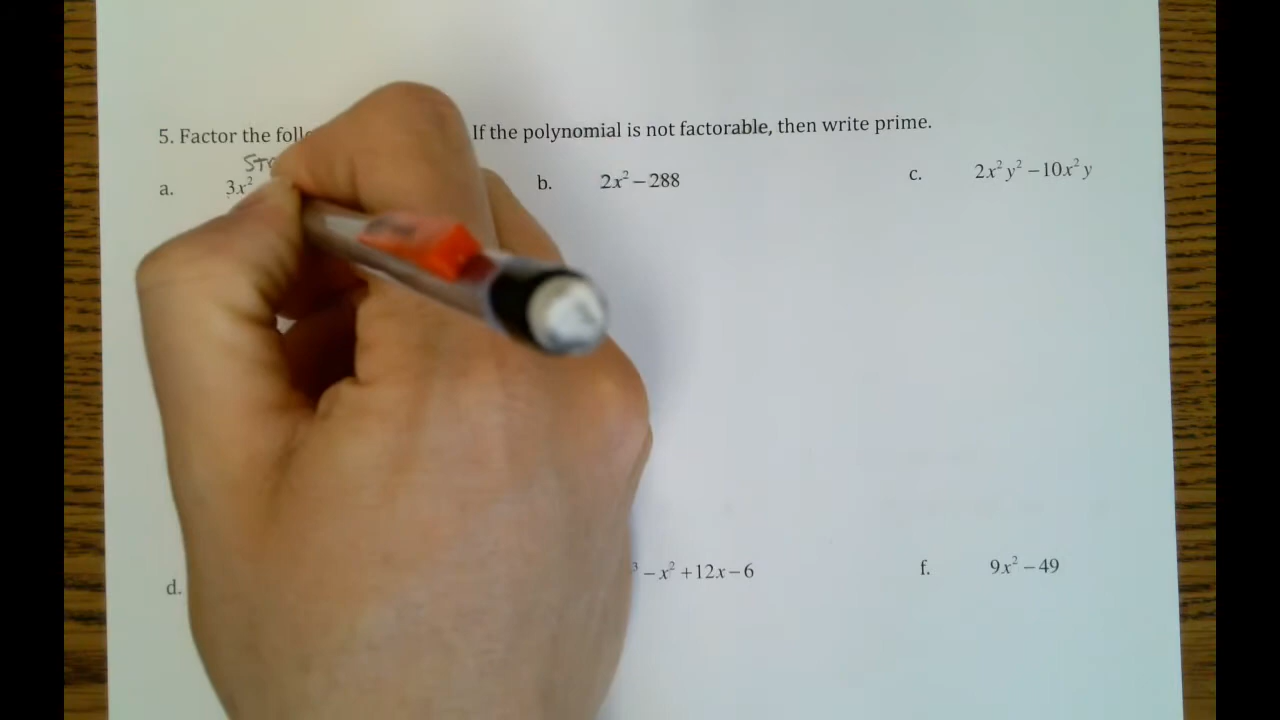 5. Factor the If the polynomial is not factorable, then write prime.
a. 3x² b. 2x² − 288 c. 2x²y² − 10x²y
d. ³ − x² + 12x − 6 f. 9x² − 49